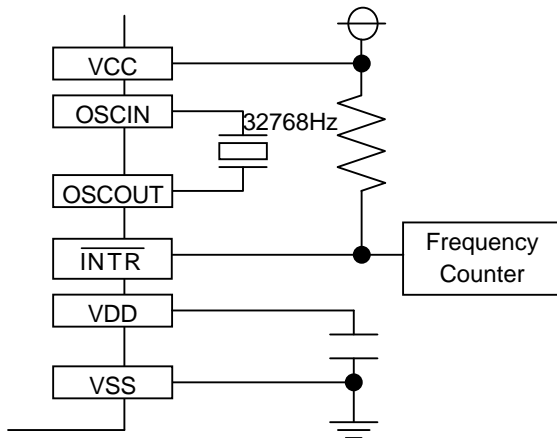 VCC
OSCIN
32768Hz
OSCOUT
INTR
Frequency
Counter
VDD
VSS